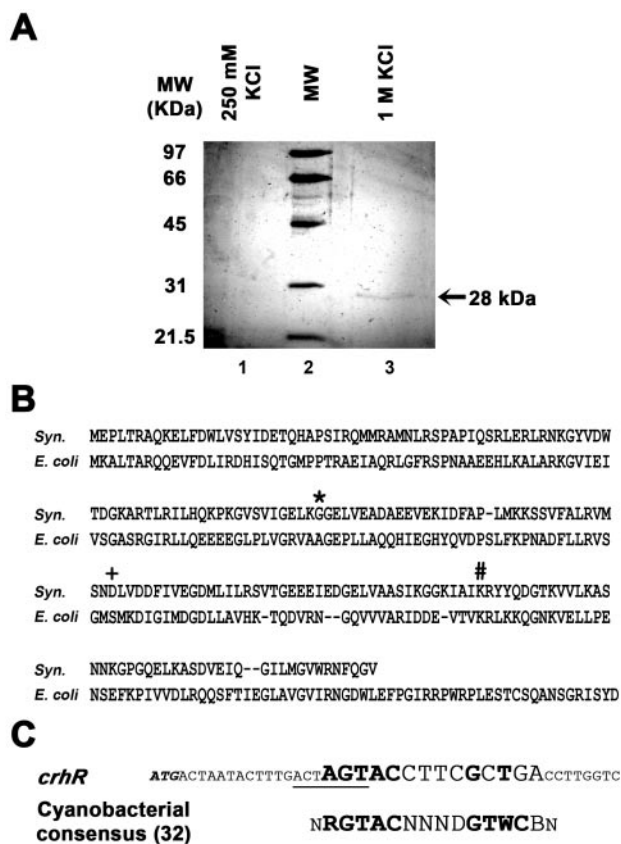 A
MW
(KDa)
250 mM
KCl
MW
1 M KCl
97
66
45
31
21.5
←28 kDa
1 2 3
B
Syn. MEPLTRAQKELFDWLVSYIDETQHAPSIRQMMRAMNLRSPAPIQSRLERLRNKGYVDW
E. coli MKALTARQQEVFDLIRDHISQTGMPPTRAEIAQRLGFRSPNAAEEHLKALARKGVIEI
*
Syn. TDGKARTLRILHQKPKGVSVIGELKGGELVEADAEEVEKIDFAP-LMKKSSVFALRVM
E. coli VSGASRGIRLLQEEEEGLPLVGRVAAGEPLLAQQHIEGHYQVDPSLFKPNADFLLRVS
+ #
Syn. SNDLVDDFIVEGDMLILRSVTGEEEIEDGELVAASIKGGKIAIKRYYQDGTKVVLKAS
E. coli GMSMKDIGIMDGDLLAVHK-TQDVRN--GQVVVARIDDE-VTVKRLKKQGNKVELLPE
Syn. NNKGPGQELKASDVEIQ--GILMGVWRNFQGV
E. coli NSEFKPIVVDLRQQSFTIEGLAVGVIRNGDWLEFPGIRRPWRPLESTCSQANSGRISYD
C
crhR ATGACTAATACTTTGACTAGTACCTTCGCTGACCTTGGTC
Cyanobacterial
consensus (32) NRGTACNNNDGTWCBN